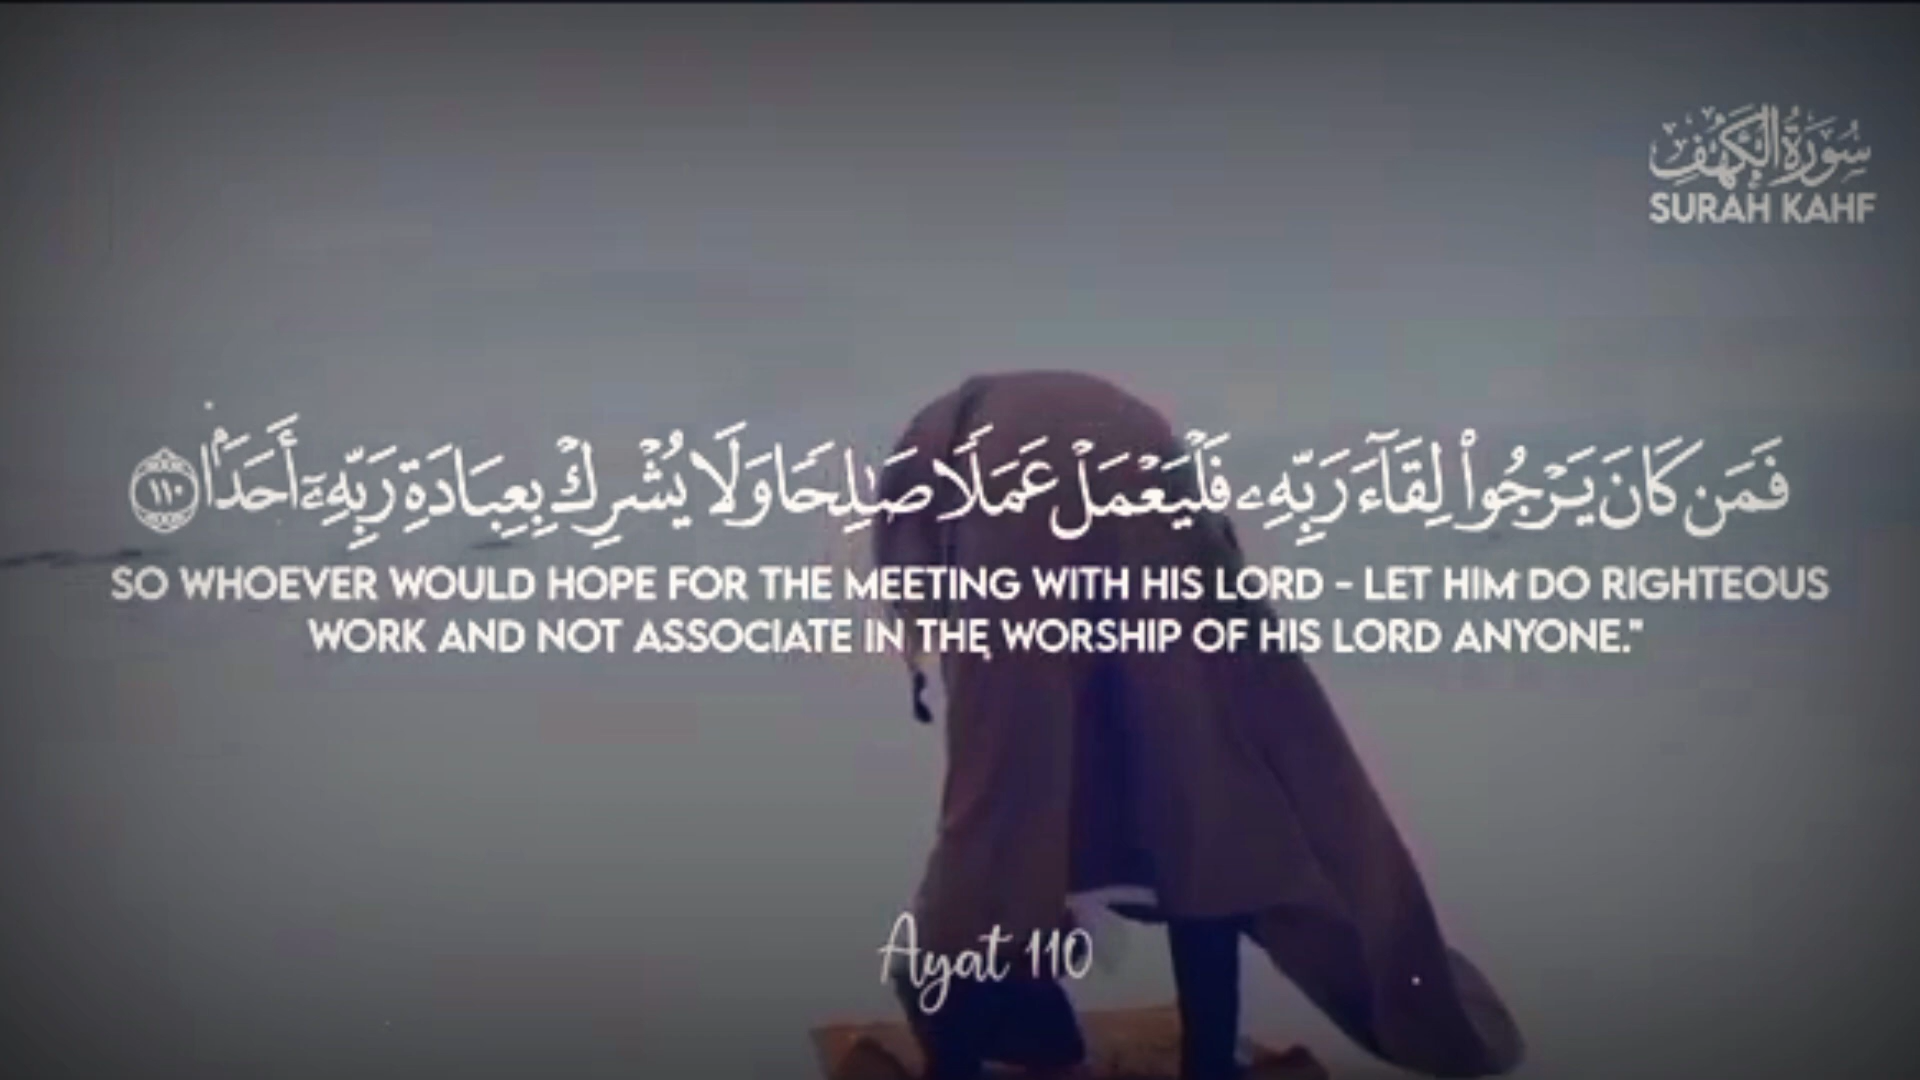 سُورَةُ الْكَهْفِ
SURAH KAHF
فَمَن كَانَ يَرْجُوا۟ لِقَآءَ رَبِّهِۦ فَلْيَعْمَلْ عَمَلًا صَـٰلِحًا وَلَا يُشْرِكْ بِعِبَادَةِ رَبِّهِۦٓ أَحَدًۢا ١١٠
SO WHOEVER WOULD HOPE FOR THE MEETING WITH HIS LORD - LET HIM DO RIGHTEOUS
WORK AND NOT ASSOCIATE IN THE WORSHIP OF HIS LORD ANYONE."
Ayat 110